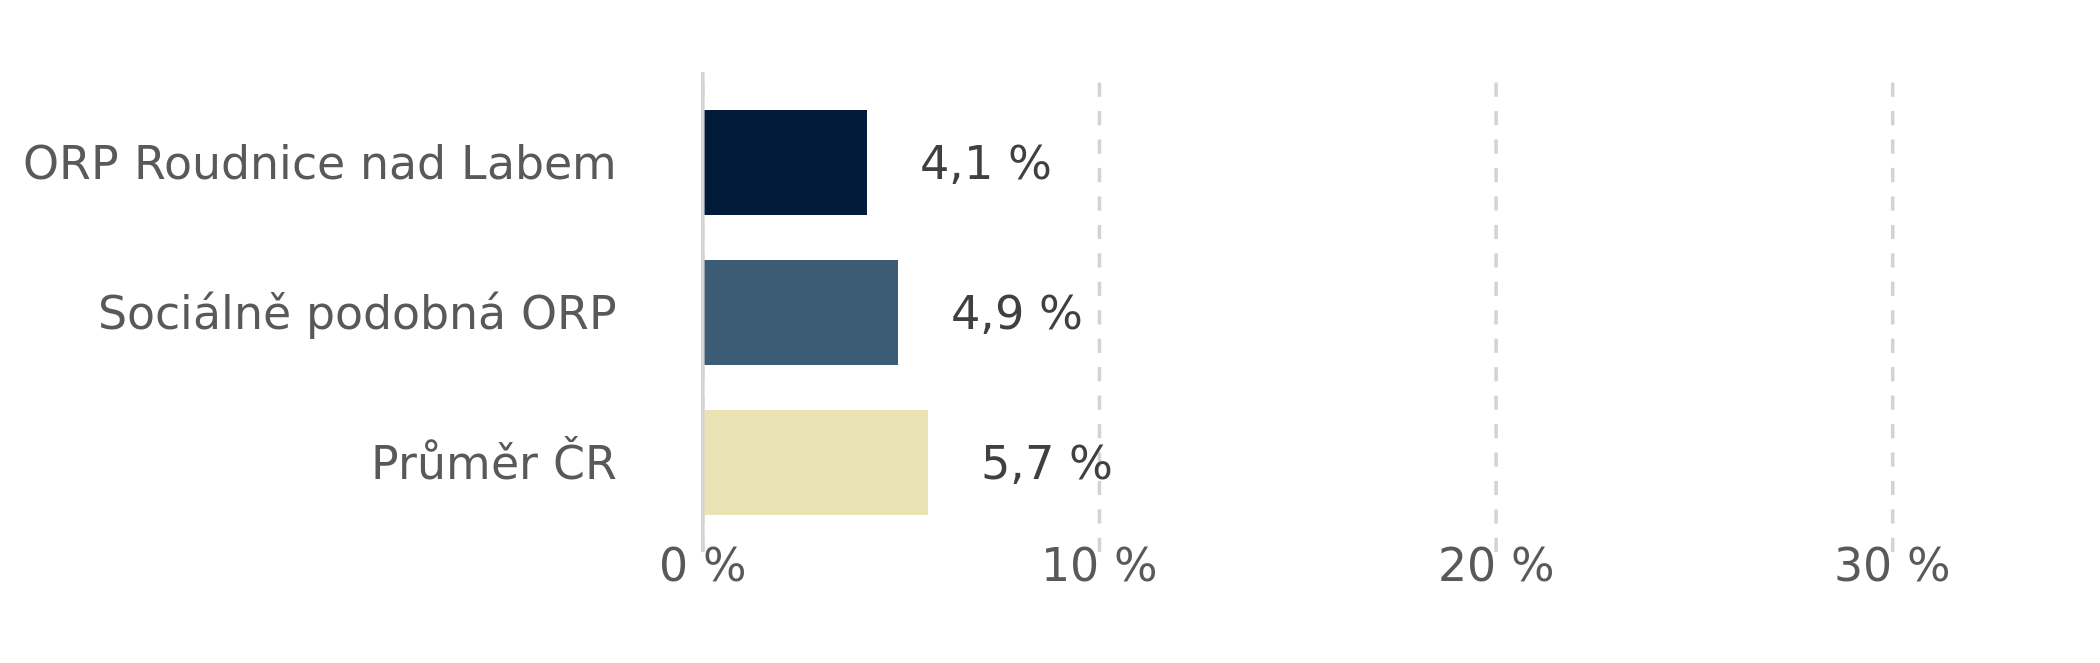 ORP Roudnice nad Labem 4,1 %
Sociálně podobná ORP 4,9 %
Průměr ČR 5,7 %
0 % 10 % 20 % 30 %